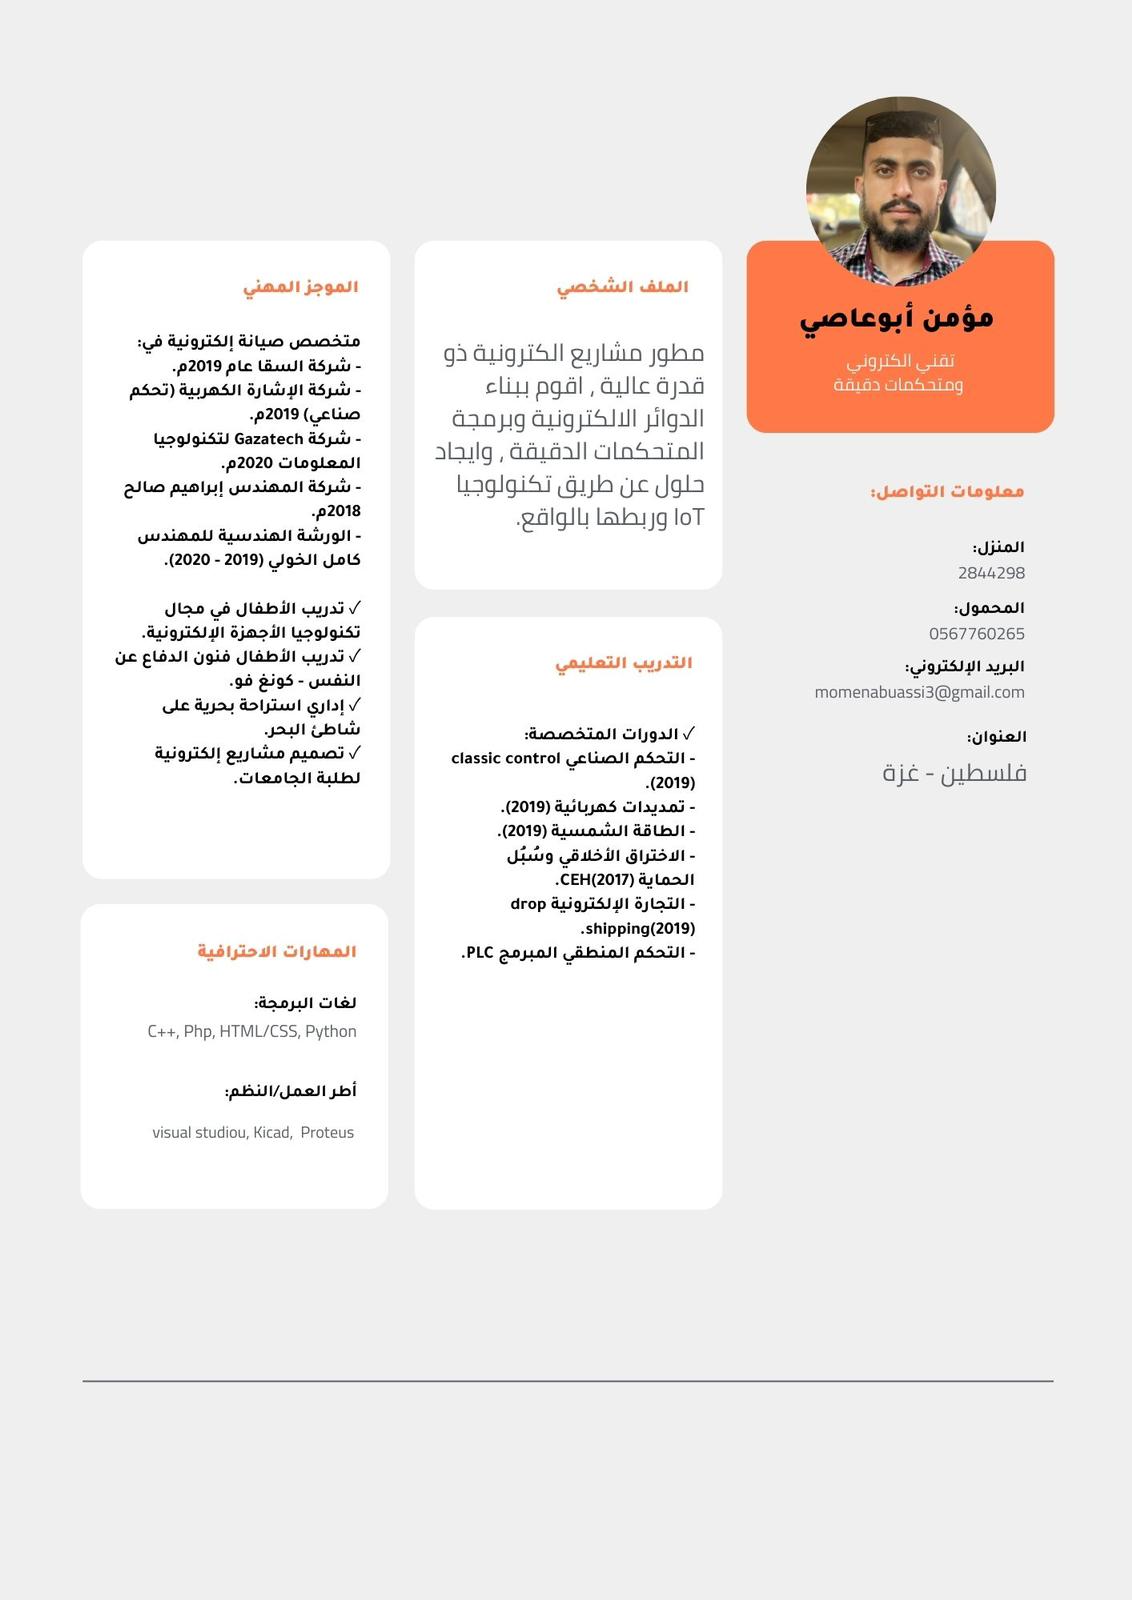 مؤمن أبوعاصي
تقني الكتروني
ومتحكمات دقيقة
معلومات التواصل:
المنزل:
2844298
المحمول:
0567760265
البريد الإلكتروني:
momenabuassi3@gmail.com
العنوان:
فلسطين - غزة
الملف الشخصي
مطور مشاريع الكترونية ذو
قدرة عالية , اقوم ببناء
الدوائر الالكترونية وبرمجة
المتحكمات الدقيقة , وايجاد
حلول عن طريق تكنولوجيا
IoT وربطها بالواقع.
التدريب التعليمي
✓ الدورات المتخصصة:
- التحكم الصناعي classic control
(2019).
- تمديدات كهربائية (2019).
- الطاقة الشمسية (2019).
- الاختراق الأخلاقي وسُبُل
الحماية CEH(2017).
- التجارة الإلكترونية drop
shipping(2019).
- التحكم المنطقي المبرمج PLC.
الموجز المهني
متخصص صيانة إلكترونية في:
- شركة السقا عام 2019م.
- شركة الإشارة الكهربية (تحكم
صناعي) 2019م.
- شركة Gazatech لتكنولوجيا
المعلومات 2020م.
- شركة المهندس إبراهيم صالح
2018م.
- الورشة الهندسية للمهندس
كامل الخولي (2019 - 2020).
✓ تدريب الأطفال في مجال
تكنولوجيا الأجهزة الإلكترونية.
✓ تدريب الأطفال فنون الدفاع عن
النفس - كونغ فو.
✓ إداري استراحة بحرية على
شاطئ البحر.
✓ تصميم مشاريع إلكترونية
لطلبة الجامعات.
المهارات الاحترافية
لغات البرمجة:
C++, Php, HTML/CSS, Python
أطر العمل/النظم:
visual studiou, Kicad, Proteus